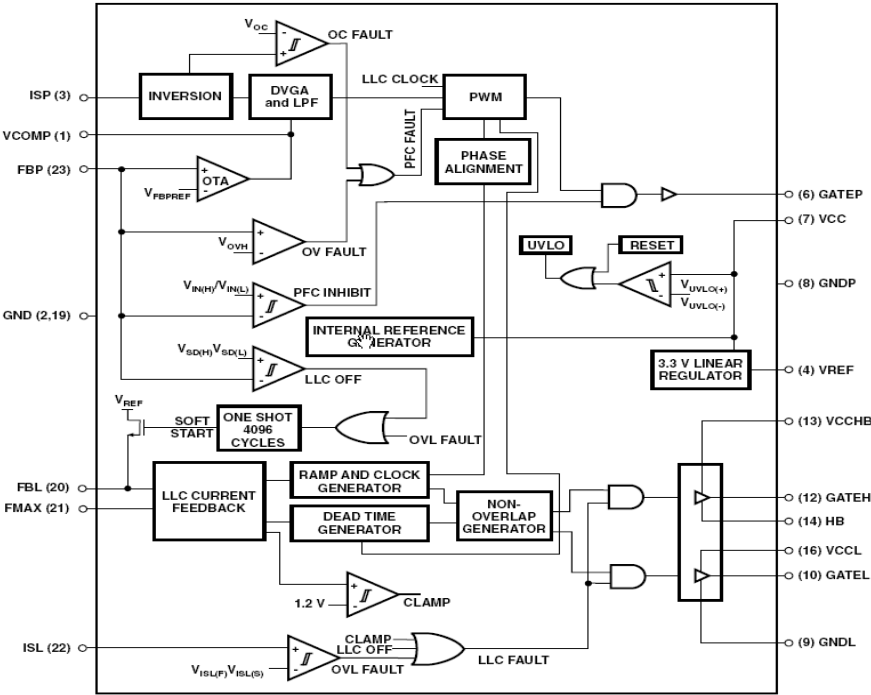 VOC
OC FAULT
ISP (3)
INVERSION
DVGA
and LPF
LLC CLOCK
PWM
VCOMP (1)
PFC FAULT
PHASE
ALIGNMENT
FBP (23)
OTA
VFBPREF
(6) GATEP
(7) VCC
VOVH
OV FAULT
UVLO
RESET
(8) GNDP
VIN(H)/VIN(L)
PFC INHIBIT
VUVLO(+)
VUVLO(-)
GND (2,19)
INTERNAL REFERENCE
GENERATOR
VSD(H)VSD(L)
LLC OFF
3.3 V LINEAR
REGULATOR
(4) VREF
VREF
SOFT
START
ONE SHOT
4096
CYCLES
OVL FAULT
(13) VCCHB
FBL (20)
FMAX (21)
LLC CURRENT
FEEDBACK
RAMP AND CLOCK
GENERATOR
DEAD TIME
GENERATOR
NON-
OVERLAP
GENERATOR
(12) GATEH
(14) HB
(16) VCCL
(10) GATEL
1.2 V
CLAMP
ISL (22)
VISL(F)VISL(S)
OVL FAULT
CLAMP
LLC OFF
LLC FAULT
(9) GNDL